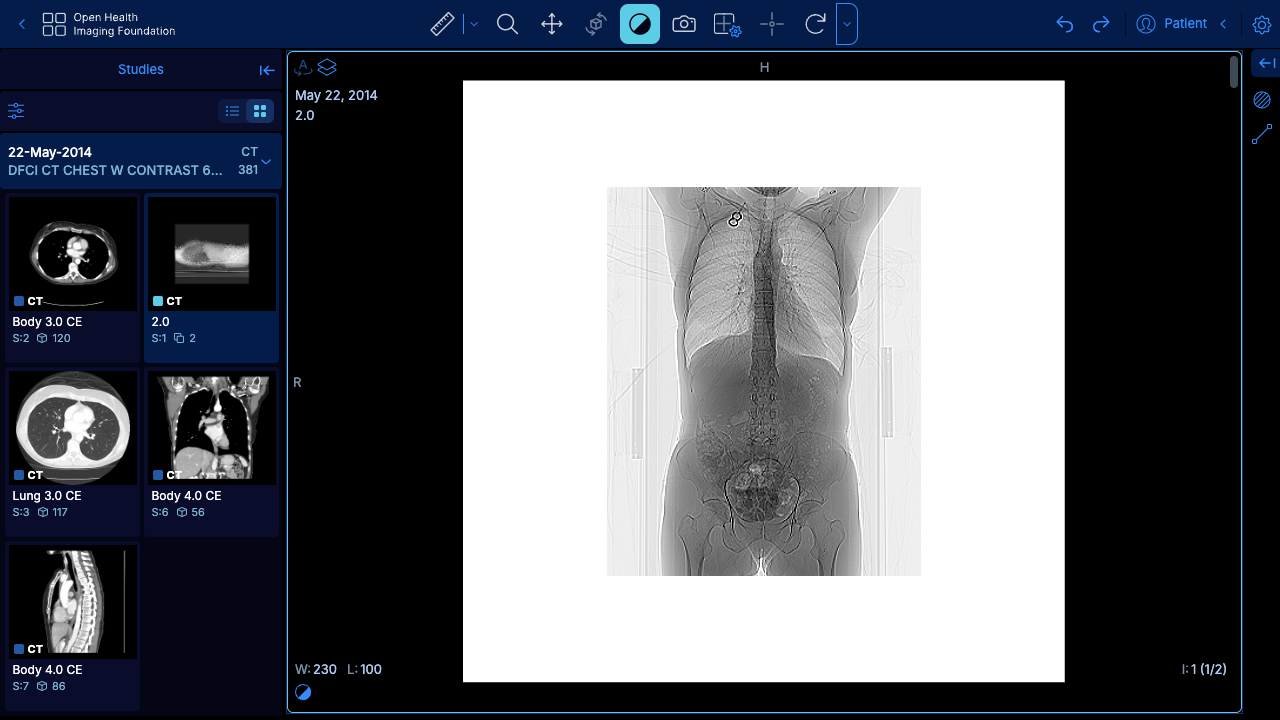 Open Health
Imaging Foundation
Patient
Studies
22-May-2014
CT
DFCI CT CHEST W CONTRAST 6...
381
CT
Body 3.0 CE
S:2 120
CT
2.0
S:1 2
CT
Lung 3.0 CE
S:3 117
CT
Body 4.0 CE
S:6 56
CT
Body 4.0 CE
S:7 86
A
H
May 22, 2014
2.0
R
W: 230 L: 100
I: 1 (1/2)